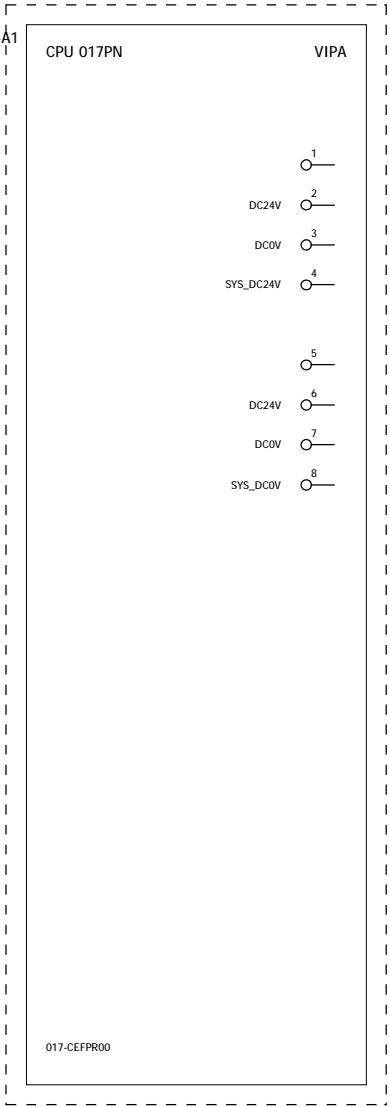 A1
CPU 017PN VIPA
1
DC24V 2
DC0V 3
SYS_DC24V 4
5
DC24V 6
DC0V 7
SYS_DC0V 8
017-CEFPR00